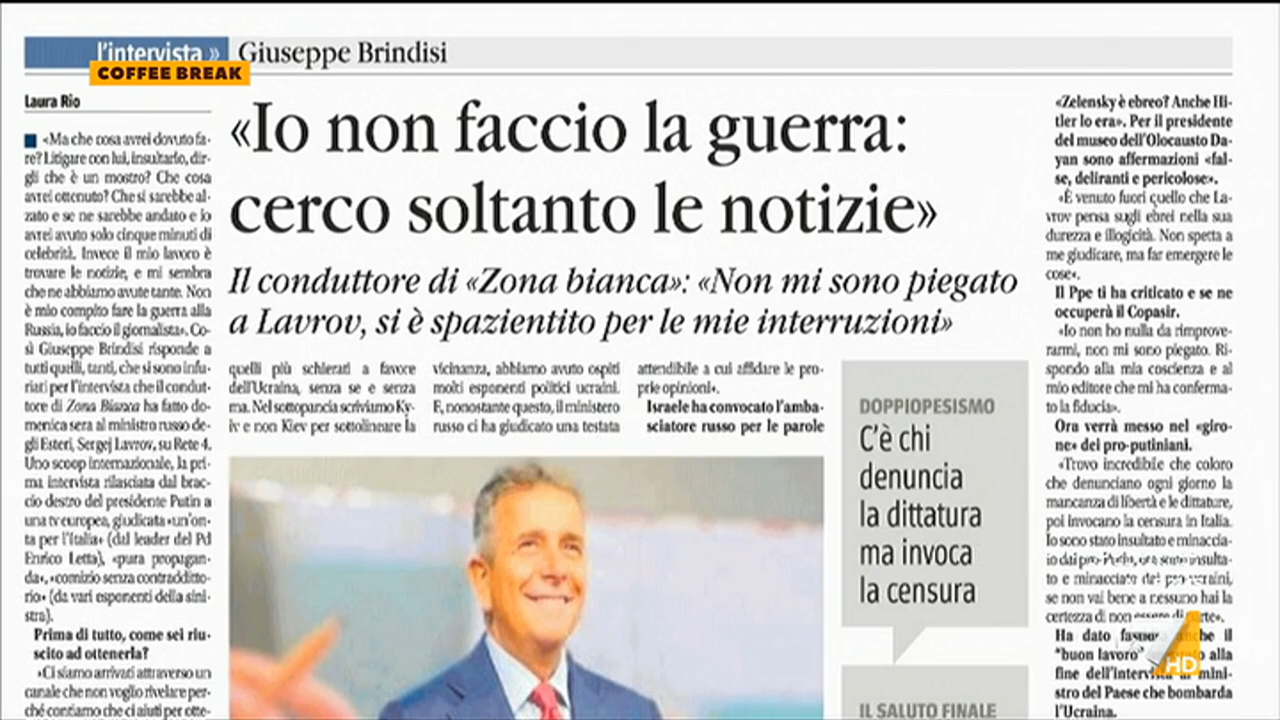 l'intervista »
Giuseppe Brindisi
COFFEE BREAK
Laura Rio
«Io non faccio la guerra:
cerco soltanto le notizie»
Il conduttore di «Zona bianca»: «Non mi sono piegato
a Lavrov, si è spazientito per le mie interruzioni»
«Ma che cosa avrei dovuto fa-
re? Litigare con lui, insultarlo, dir-
gli che è un mostro? Che cosa
avrei ottenuto? Che si sarebbe al-
zato e se ne sarebbe andato e io
avrei avuto solo cinque minuti di
celebrità. Invece il mio lavoro è
trovare le notizie, e mi sembra
che ne abbiamo avute tante. Non
è mio compito fare la guerra alla
Russia, io faccio il giornalista». Co-
sì Giuseppe Brindisi risponde a
tutti quelli, tanti, che si sono infu-
riati per l'intervista che il condut-
tore di Zona Bianca ha fatto do-
menica sera al ministro russo de-
gli Esteri, Sergej Lavrov, su Rete 4.
Uno scoop internazionale, la pri-
ma intervista rilasciata dal brac-
cio destro del presidente Putin a
una tv europea, giudicata «un'on-
ta per l'Italia» (dal leader del Pd
Enrico Letta), «pura propagan-
da», «comizio senza contraddito-
rio» (da vari esponenti della sini-
stra).
Prima di tutto, come sei riu-
scito ad ottenerla?
«Ci siamo arrivati attraverso un
canale che non voglio rivelare per-
ché contiamo che ci aiuti per otte-
quelli più schierati a favore
dell'Ucraina, senza se e senza
ma. Nel sottopancia scriviamo Ky-
iv e non Kiev per sottolineare la
vicinanza, abbiamo avuto ospiti
molti esponenti politici ucraini.
E, nonostante questo, il ministero
russo ci ha giudicato una testata
attendibile a cui affidare le pro-
prie opinioni».
Israele ha convocato l'amba-
sciatore russo per le parole
DOPPIOPESISMO
C'è chi
denuncia
la dittatura
ma invoca
la censura
IL SALUTO FINALE
«Zelensky è ebreo? Anche Hi-
tler lo era». Per il presidente
del museo dell'Olocausto Da-
yan sono affermazioni «fal-
se, deliranti e pericolose».
«È venuto fuori quello che La-
vrov pensa sugli ebrei nella sua
durezza e illogicità. Non spetta a
me giudicare, ma far emergere le
cose».
Il Ppe ti ha criticato e se ne
occuperà il Copasir.
«Io non ho nulla da rimprove-
rarmi, non mi sono piegato. Ri-
spondo alla mia coscienza e al
mio editore che mi ha conferma-
to la fiducia».
Ora verrà messo nel «giro-
ne» dei pro-putiniani.
«Trovo incredibile che coloro
che denunciano ogni giorno la
mancanza di libertà e le dittature,
poi invocano la censura in Italia.
Io sono stato insultato e minaccia-
to dai pro-Putin, ora sono insulta-
to e minacciato dei pro-ucraini,
se non vai bene a nessuno hai la
certezza di non essere di parte».
Ha dato fastidio anche il
"buon lavoro" alla
fine dell'intervista al mini-
stro del Paese che bombarda
l'Ucraina.
HD